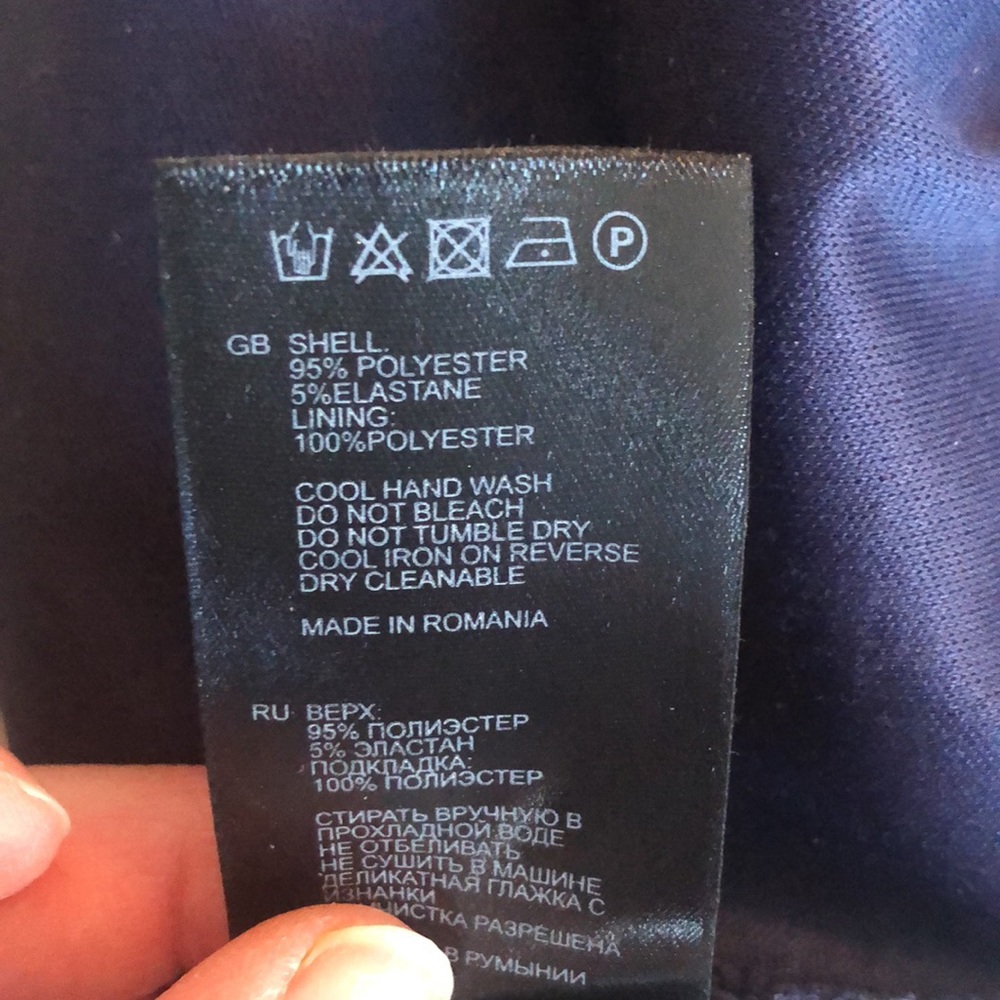 P
GB SHELL.
95% POLYESTER
5%ELASTANE
LINING:
100%POLYESTER
COOL HAND WASH
DO NOT BLEACH
DO NOT TUMBLE DRY
COOL IRON ON REVERSE
DRY CLEANABLE
MADE IN ROMANIA
RU ВЕРХ:
95% ПОЛИЭСТЕР
5% ЭЛАСТАН
ПОДКЛАДКА:
100% ПОЛИЭСТЕР
СТИРАТЬ ВРУЧНУЮ В
ПРОХЛАДНОЙ ВОДЕ
НЕ ОТБЕЛИВАТЬ
НЕ СУШИТЬ В МАШИНЕ
ДЕЛИКАТНАЯ ГЛАЖКА С
ИЗНАНКИ
ЧИСТКА РАЗРЕШЕНА
В РУМЫНИИ